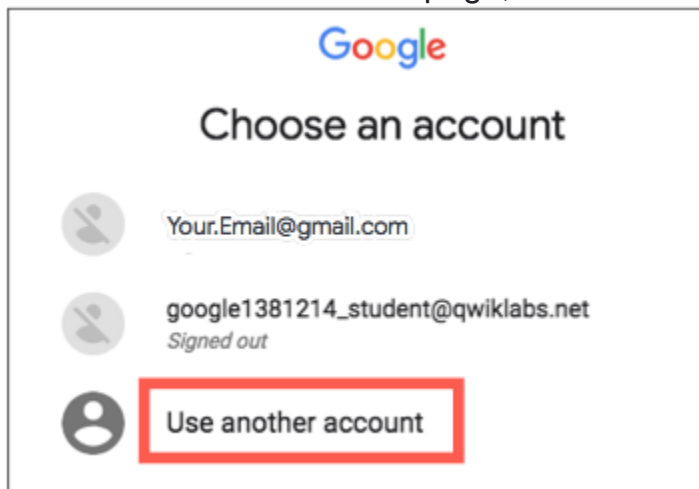 Google
Choose an account
Your.Email@gmail.com
google1381214_student@qwiklabs.net
Signed out
Use another account